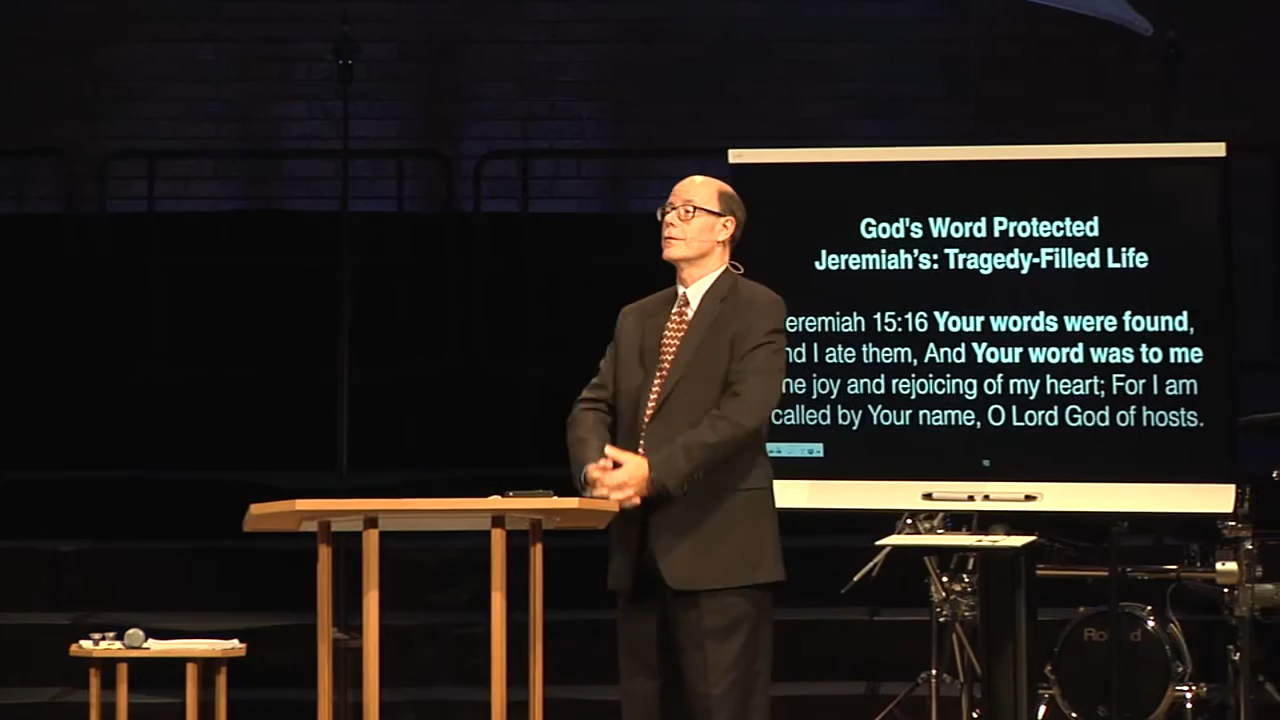 God's Word Protected
Jeremiah's: Tragedy-Filled Life
eremiah 15:16 Your words were found,
nd I ate them, And Your word was to me
he joy and rejoicing of my heart; For I am
called by Your name, O Lord God of hosts.